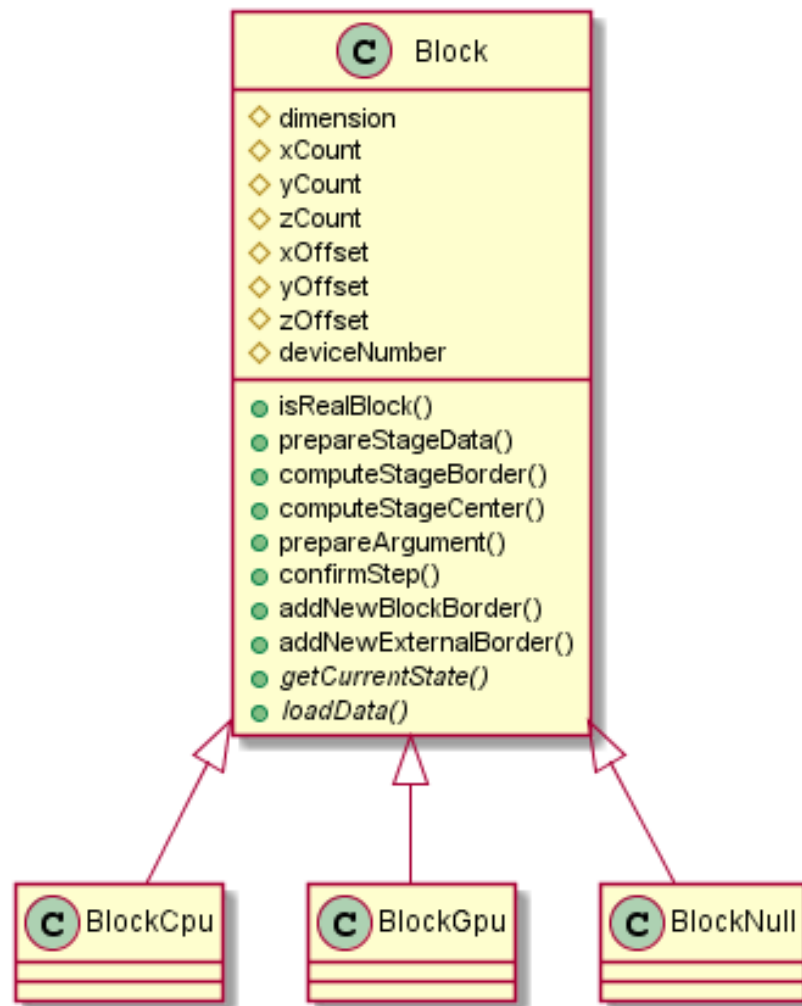 C Block
dimension
xCount
yCount
zCount
xOffset
yOffset
zOffset
deviceNumber
isRealBlock()
prepareStageData()
computeStageBorder()
computeStageCenter()
prepareArgument()
confirmStep()
addNewBlockBorder()
addNewExternalBorder()
getCurrentState()
loadData()
C BlockCpu
C BlockGpu
C BlockNull